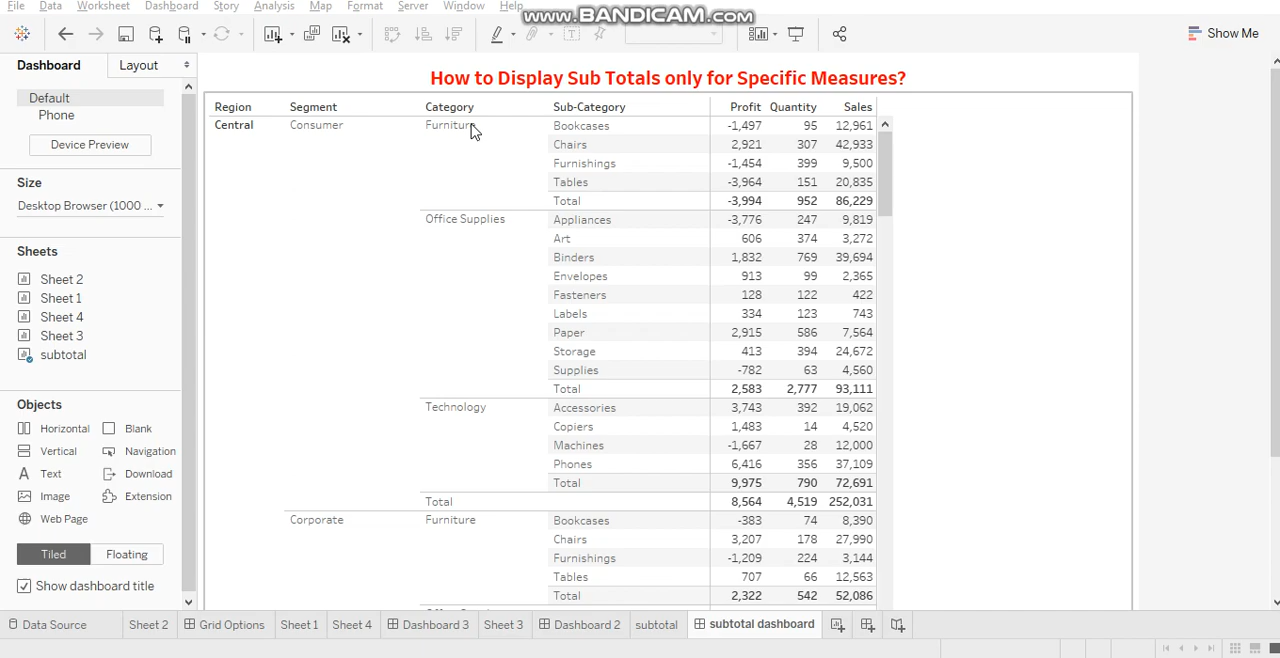 File Data Worksheet Dashboard Story Analysis Map Format Server Window Help
www.BANDICAM.com
Show Me
Dashboard Layout
Default
Phone
Device Preview
Size
Desktop Browser (1000 ...
Sheets
Sheet 2
Sheet 1
Sheet 4
Sheet 3
subtotal
Objects
Horizontal Blank
Vertical Navigation
Text Download
Image Extension
Web Page
Tiled Floating
Show dashboard title
How to Display Sub Totals only for Specific Measures?
Region Segment Category Sub-Category Profit Quantity Sales
Central Consumer Furniture Bookcases -1,497 95 12,961
Chairs 2,921 307 42,933
Furnishings -1,454 399 9,500
Tables -3,964 151 20,835
Total -3,994 952 86,229
Office Supplies Appliances -3,776 247 9,819
Art 606 374 3,272
Binders 1,832 769 39,694
Envelopes 913 99 2,365
Fasteners 128 122 422
Labels 334 123 743
Paper 2,915 586 7,564
Storage 413 394 24,672
Supplies -782 63 4,560
Total 2,583 2,777 93,111
Technology Accessories 3,743 392 19,062
Copiers 1,483 14 4,520
Machines -1,667 28 12,000
Phones 6,416 356 37,109
Total 9,975 790 72,691
Total 8,564 4,519 252,031
Corporate Furniture Bookcases -383 74 8,390
Chairs 3,207 178 27,990
Furnishings -1,209 224 3,144
Tables 707 66 12,563
Total 2,322 542 52,086
Data Source Sheet 2 Grid Options Sheet 1 Sheet 4 Dashboard 3 Sheet 3 Dashboard 2 subtotal subtotal dashboard